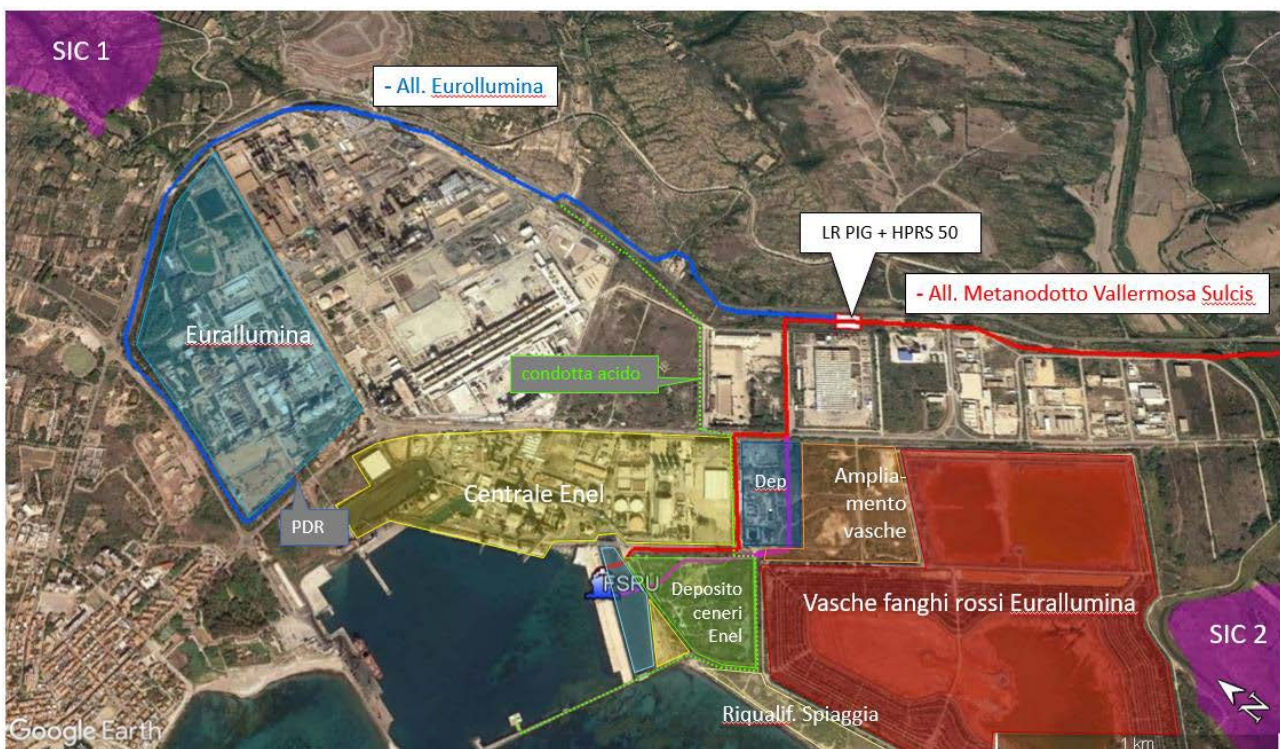 SIC 1
- All. Eurollumina
LR PIG + HPRS 50
- All. Metanodotto Vallermosa Sulcis
Eurallumina
condotta acido
Centrale Enel
Dep
Amplia-
mento
vasche
PDR
FSRU
Deposito
ceneri
Enel
Vasche fanghi rossi Eurallumina
SIC 2
Riqualif. Spiaggia
N
Google Earth
1 km